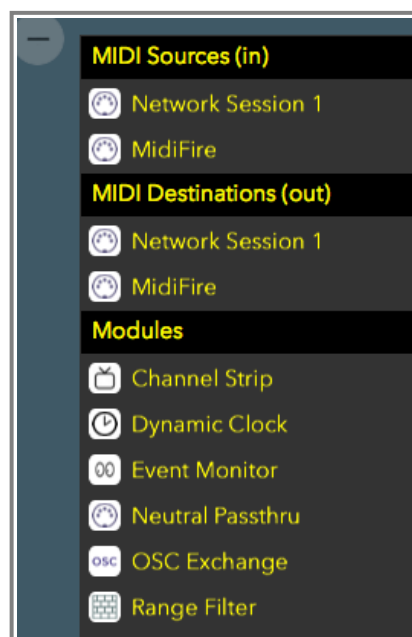 MIDI Sources (in)
Network Session 1
MidiFire
MIDI Destinations (out)
Network Session 1
MidiFire
Modules
Channel Strip
Dynamic Clock
Event Monitor
Neutral Passthru
OSC OSC Exchange
Range Filter